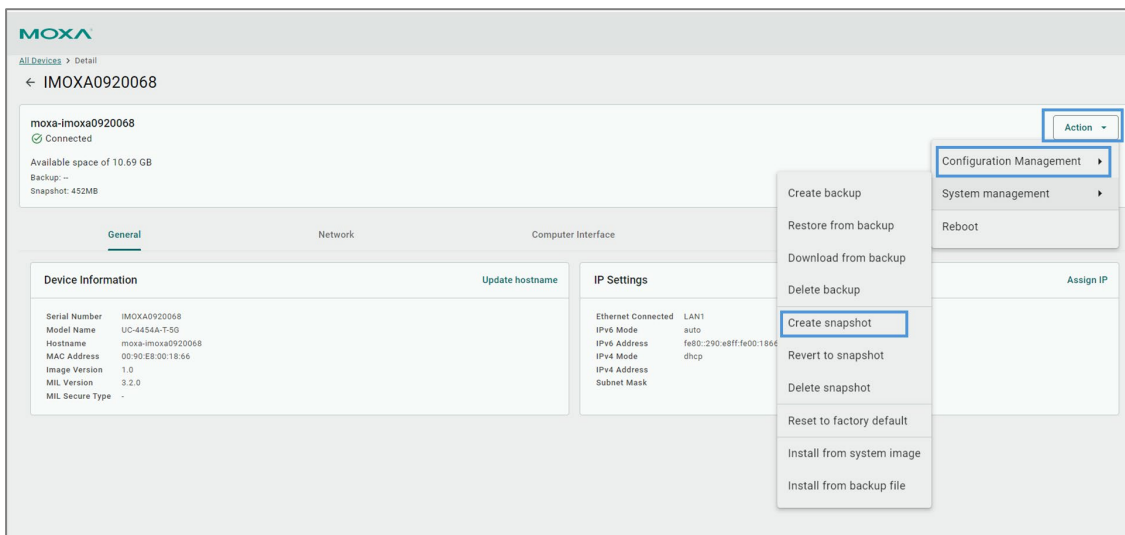 MOXA
All Devices > Detail
← IMOXA0920068
moxa-imoxa0920068
Connected
Action
Available space of 10.69 GB
Backup: --
Snapshot: 452MB
Configuration Management
System management
Reboot
Create backup
Restore from backup
Download from backup
Delete backup
Create snapshot
Revert to snapshot
Delete snapshot
Reset to factory default
Install from system image
Install from backup file
General Network Computer Interface
Device Information Update hostname
Serial Number IMOXA0920068
Model Name UC-4454A-T-5G
Hostname moxa-imoxa0920068
MAC Address 00:90:E8:00:18:66
Image Version 1.0
MIL Version 3.2.0
MIL Secure Type -
IP Settings Assign IP
Ethernet Connected LAN1
IPv6 Mode auto
IPv6 Address fe80::290:e8ff:fe00:1866
IPv4 Mode dhcp
IPv4 Address
Subnet Mask